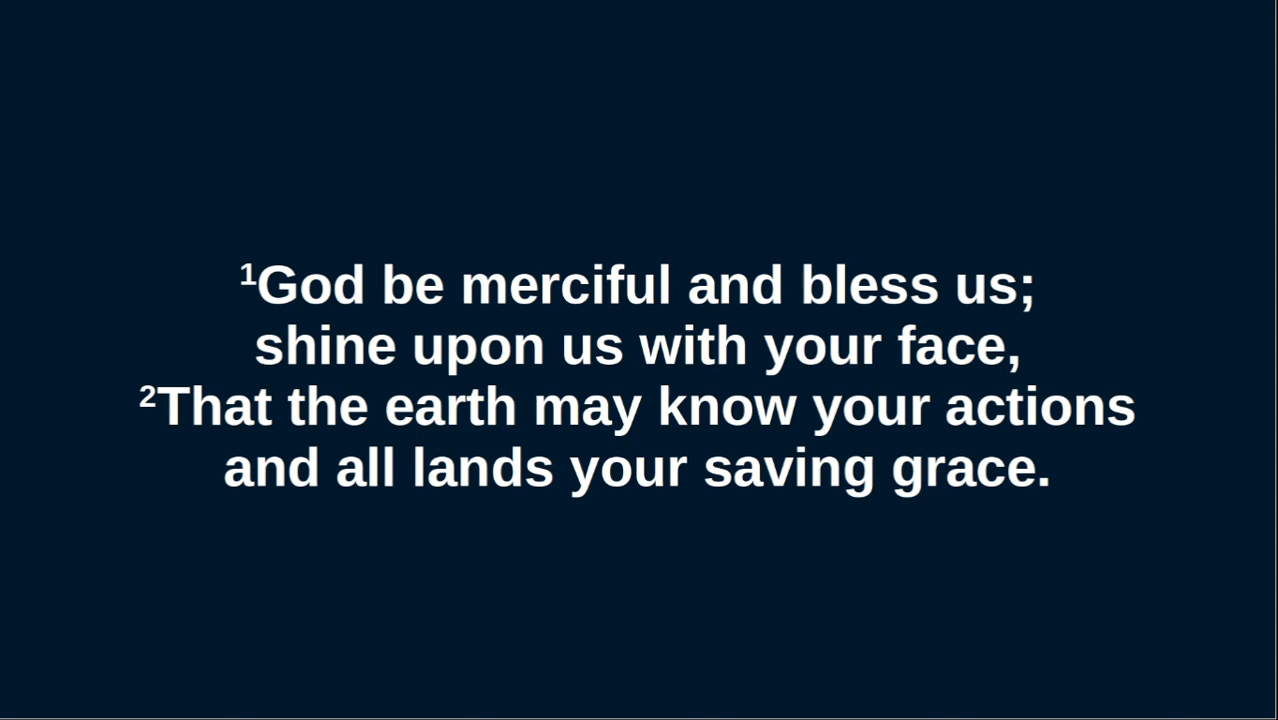 ¹God be merciful and bless us;
shine upon us with your face,
²That the earth may know your actions
and all lands your saving grace.